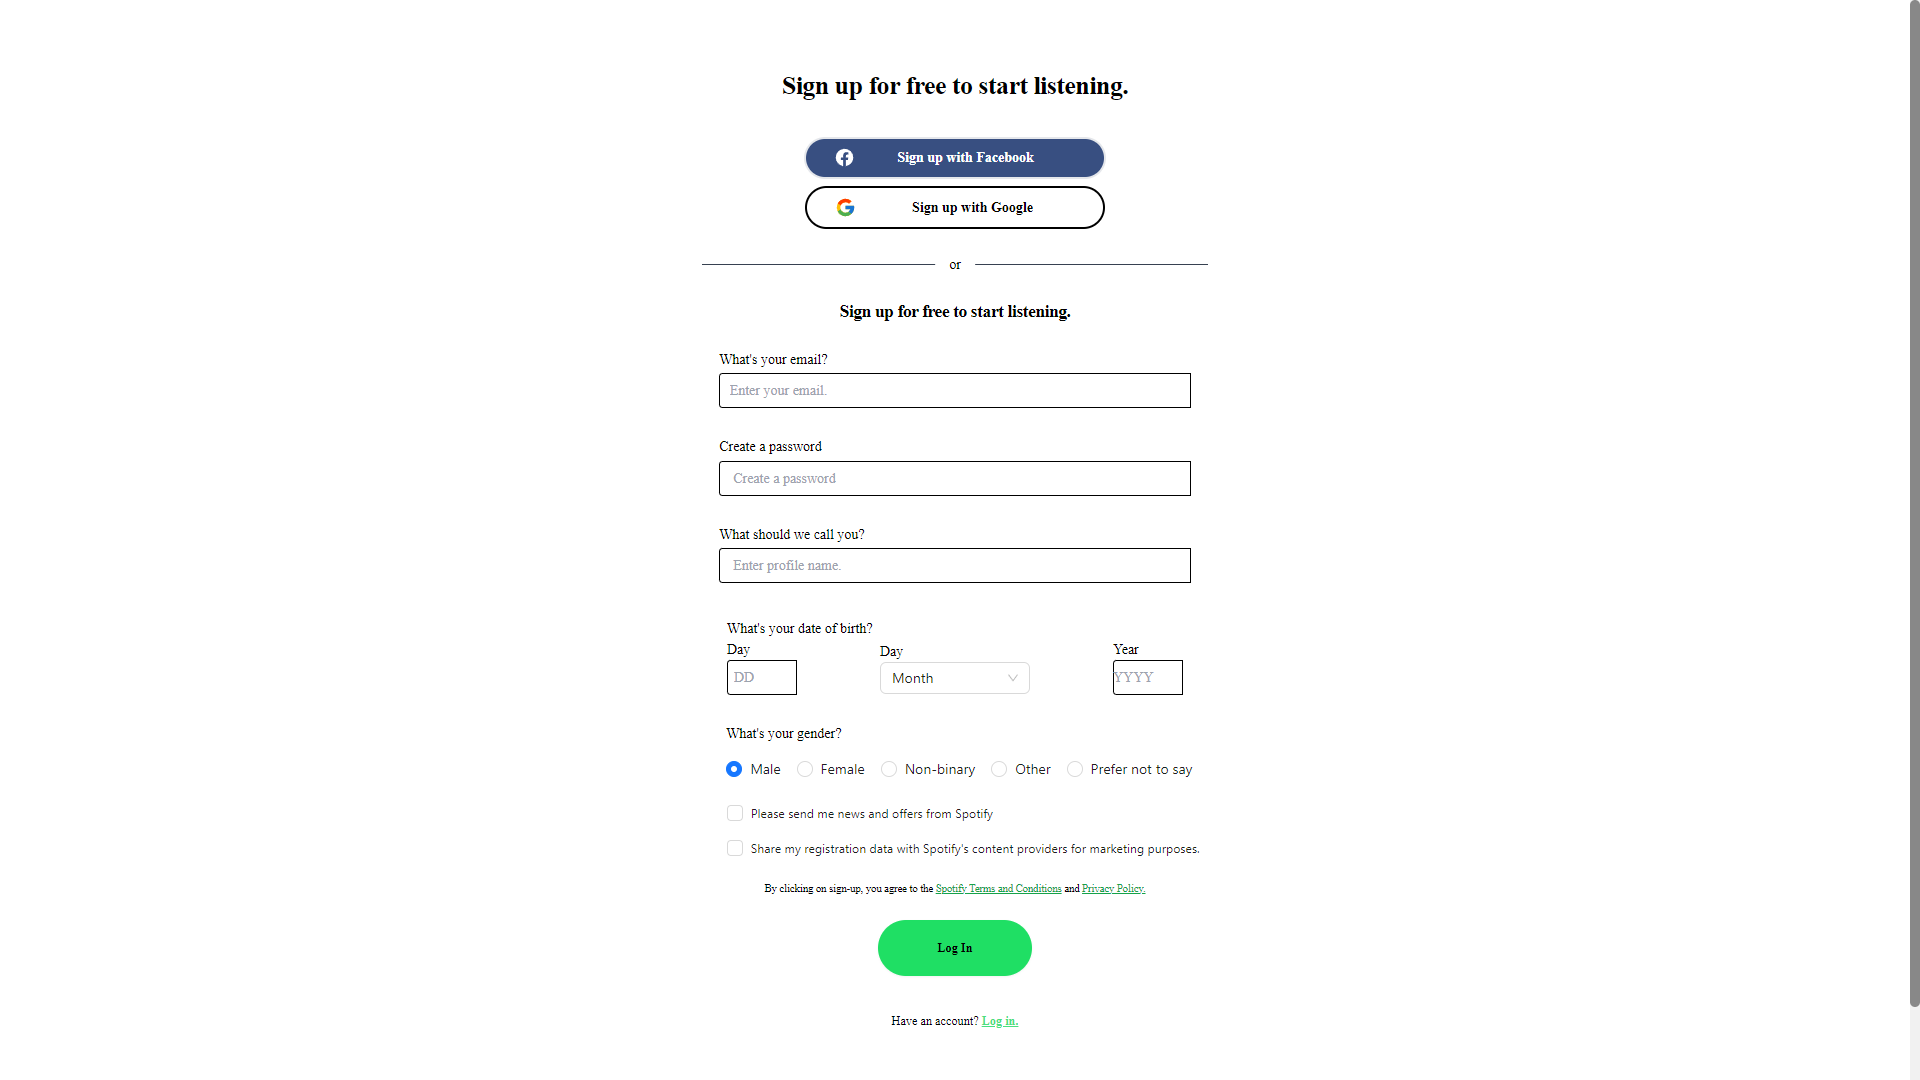 Sign up for free to start listening.
Sign up with Facebook
Sign up with Google
or
Sign up for free to start listening.
What's your email?
Enter your email.
Create a password
Create a password
What should we call you?
Enter profile name.
What's your date of birth?
Day Day Year
DD Month YYYY
What's your gender?
Male Female Non-binary Other Prefer not to say
Please send me news and offers from Spotify
Share my registration data with Spotify's content providers for marketing purposes.
By clicking on sign-up, you agree to the Spotify Terms and Conditions and Privacy Policy.
Log In
Have an account? Log in.